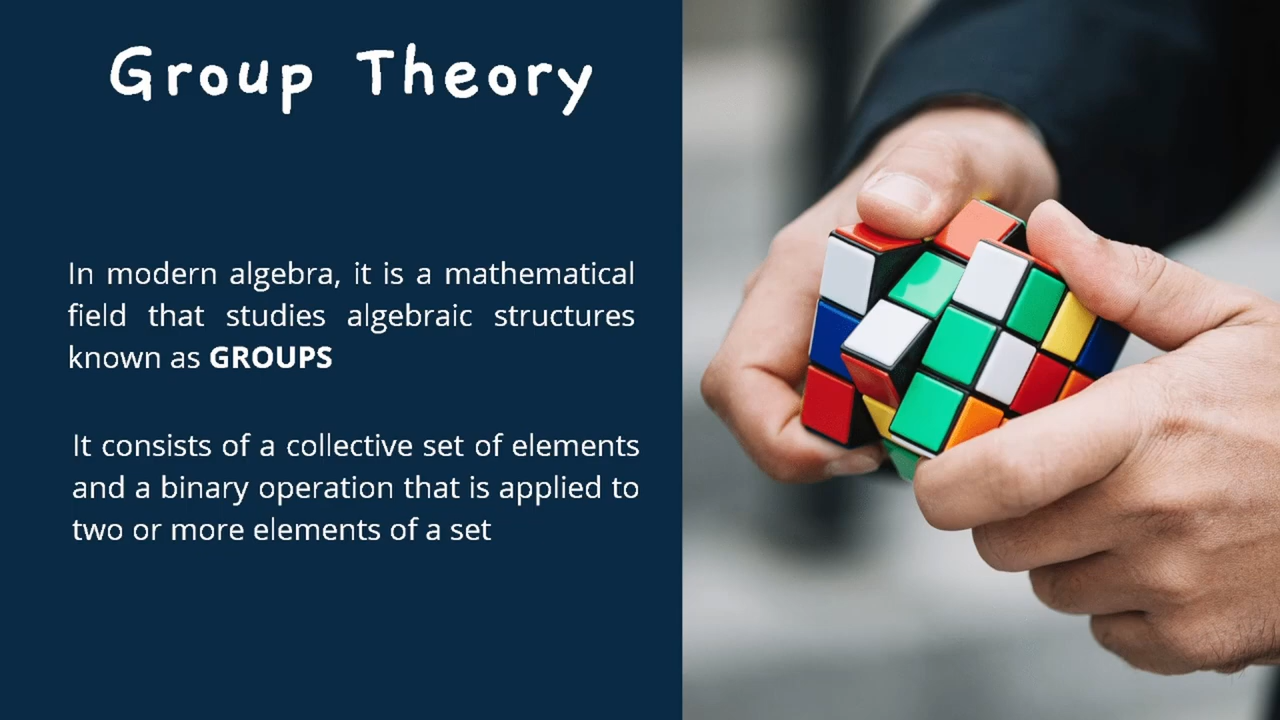 Group Theory
In modern algebra, it is a mathematical
field that studies algebraic structures
known as GROUPS
It consists of a collective set of elements
and a binary operation that is applied to
two or more elements of a set